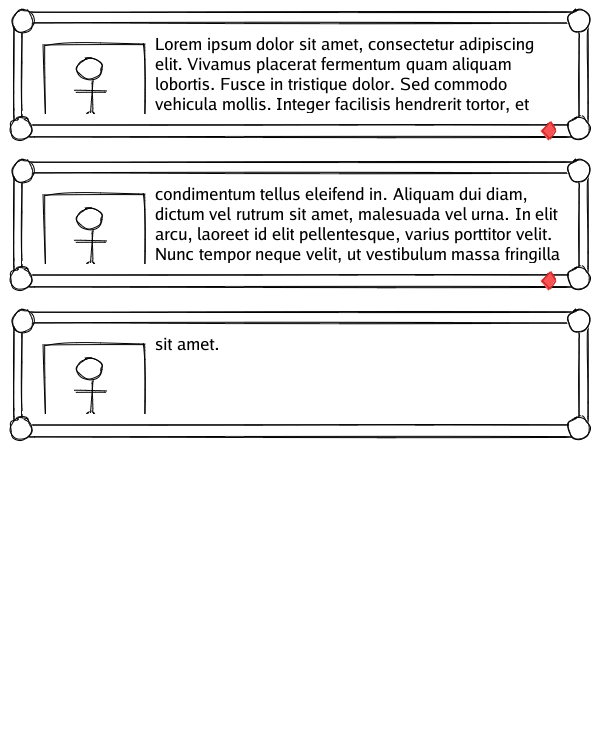 Lorem ipsum dolor sit amet, consectetur adipiscing
elit. Vivamus placerat fermentum quam aliquam
lobortis. Fusce in tristique dolor. Sed commodo
vehicula mollis. Integer facilisis hendrerit tortor, et
condimentum tellus eleifend in. Aliquam dui diam,
dictum vel rutrum sit amet, malesuada vel urna. In elit
arcu, laoreet id elit pellentesque, varius porttitor velit.
Nunc tempor neque velit, ut vestibulum massa fringilla
sit amet.